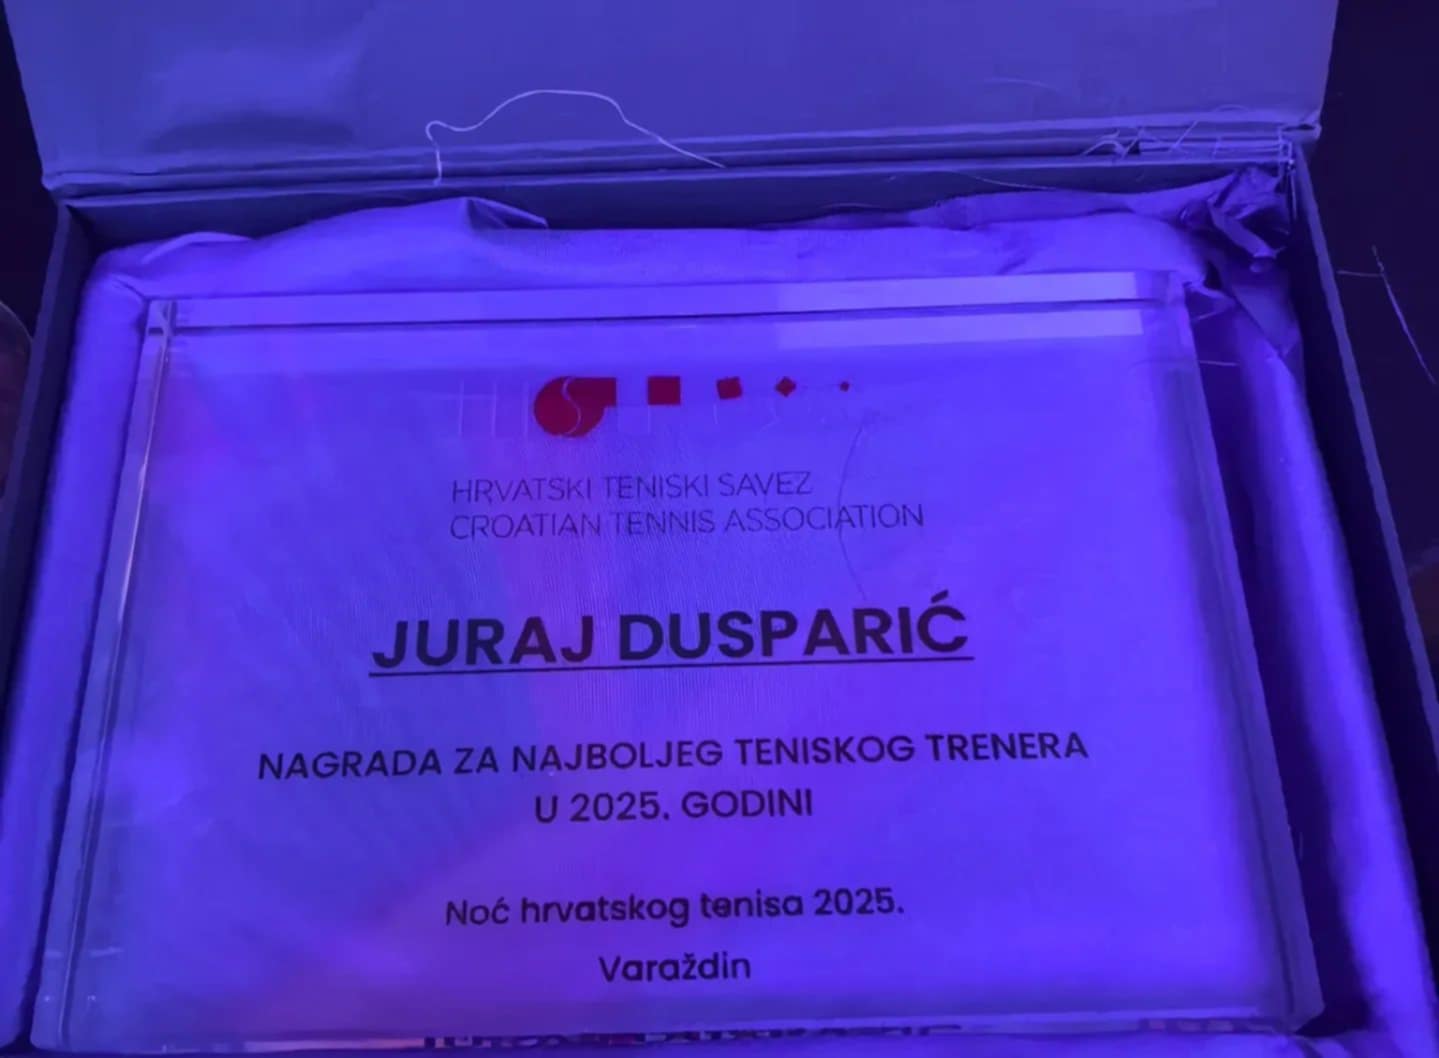 HRVATSKI TENISKI SAVEZ
CROATIAN TENNIS ASSOCIATION
JURAJ DUSPARIĆ
NAGRADA ZA NAJBOLJEG TENISKOG TRENERA
U 2025. GODINI
Noć hrvatskog tenisa 2025.
Varaždin